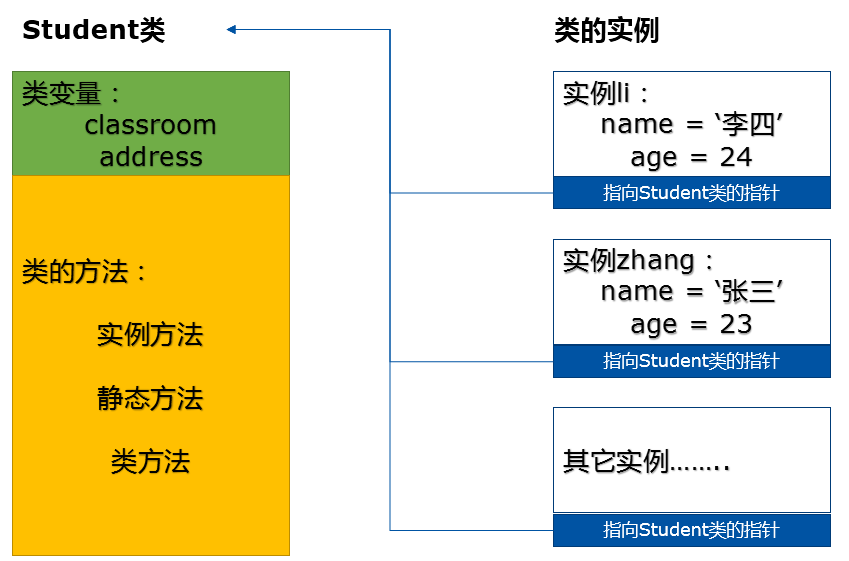 Student类
类变量：
classroom
address
类的方法：
实例方法
静态方法
类方法
类的实例
实例li：
name = ‘李四’
age = 24
指向Student类的指针
实例zhang：
name = ‘张三’
age = 23
指向Student类的指针
其它实例……..
指向Student类的指针